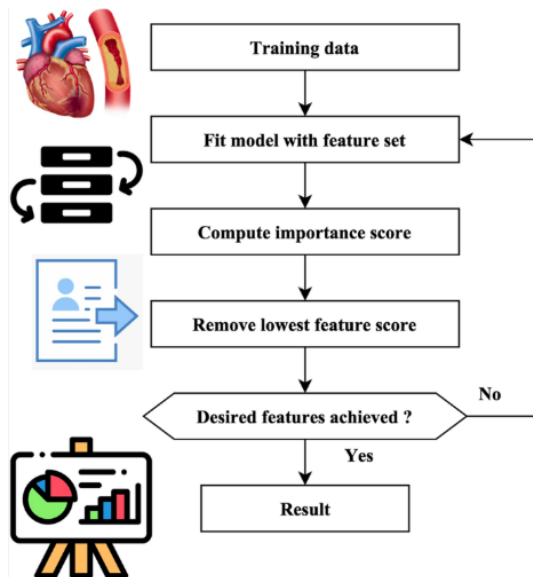 Training data
Fit model with feature set
Compute importance score
Remove lowest feature score
No
Desired features achieved ?
Yes
Result